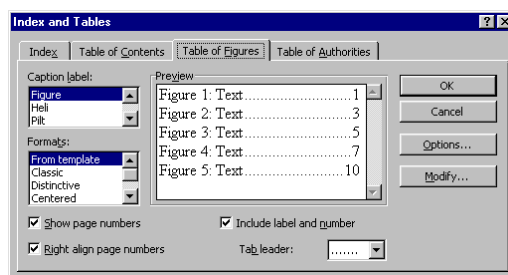 Index and Tables
Index
Table of Contents
Table of Figures
Table of Authorities
Caption label:
Figure
Heli
Pilt
Formats:
From template
Classic
Distinctive
Centered
Preview
Figure 1: Text....................1
Figure 2: Text....................3
Figure 3: Text....................5
Figure 4: Text....................7
Figure 5: Text..................10
OK
Cancel
Options...
Modify...
Show page numbers
Include label and number
Right align page numbers
Tab leader:
.......